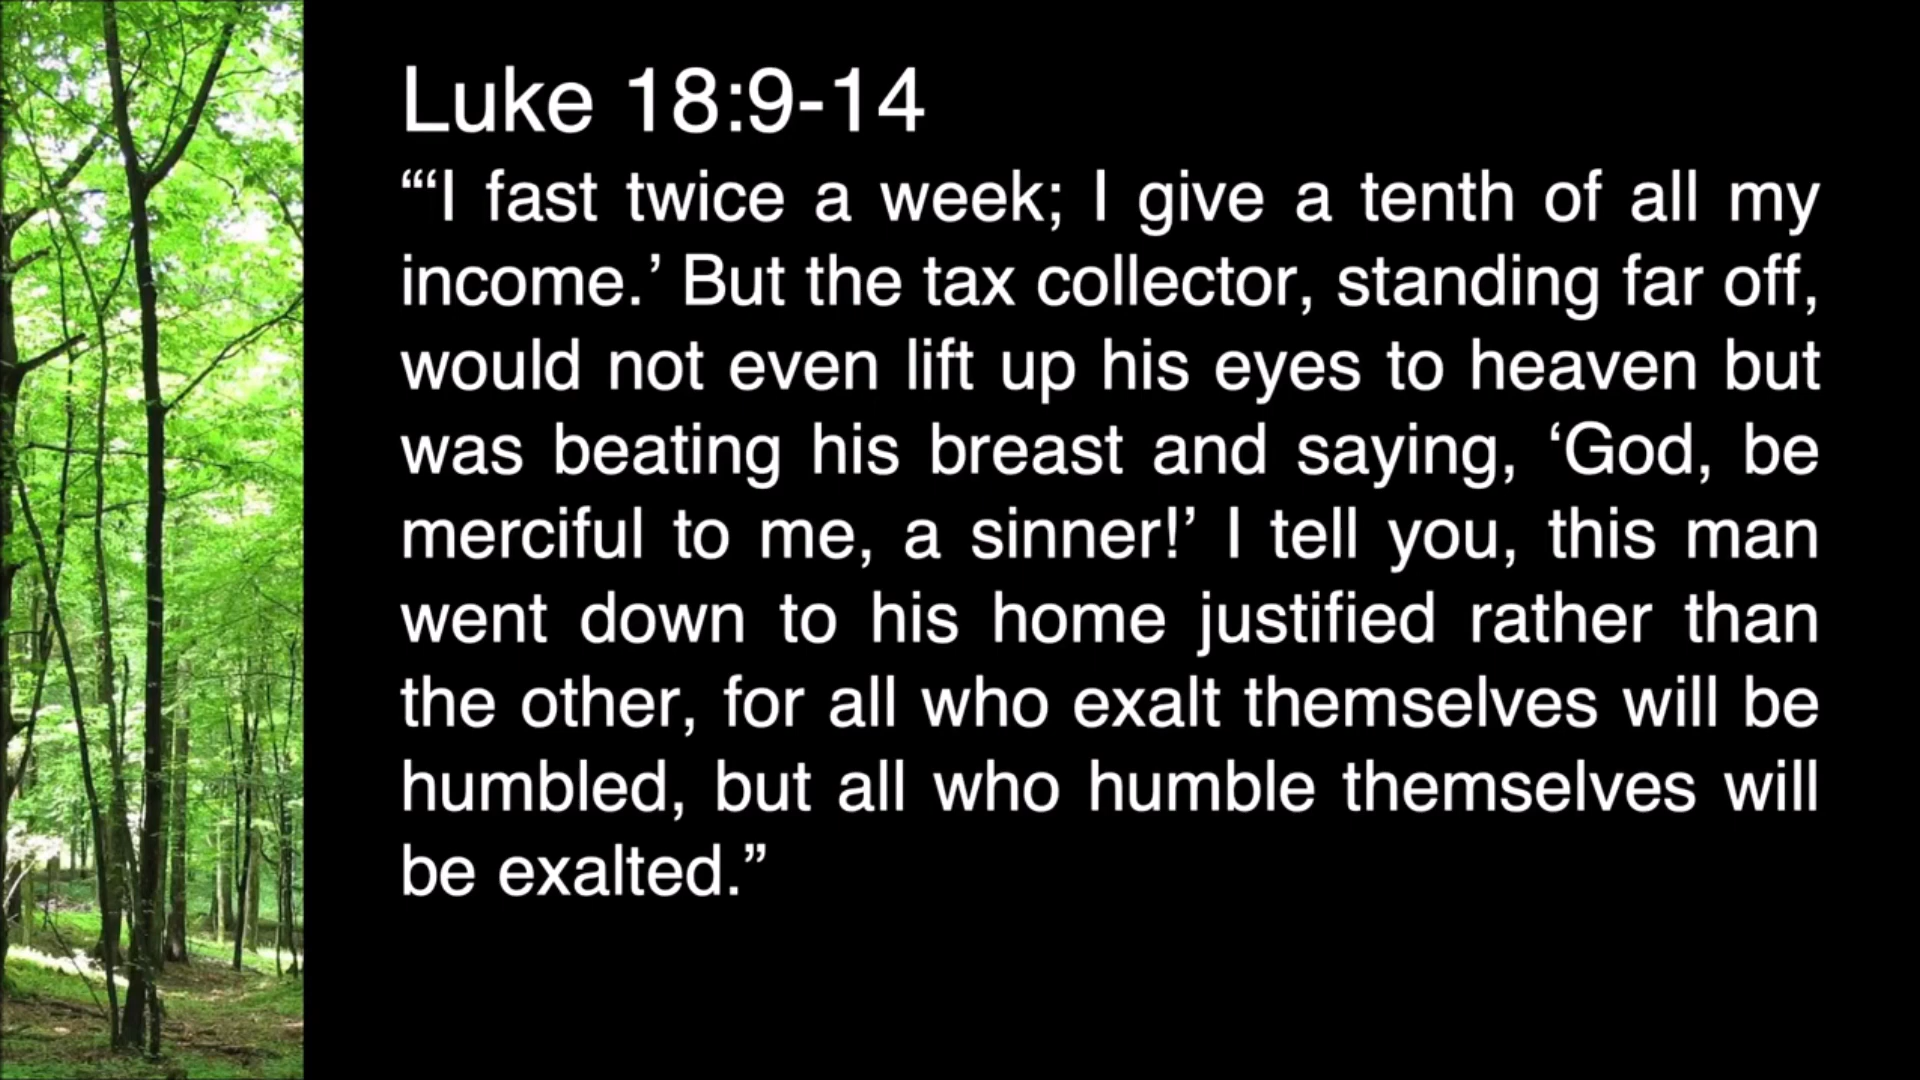 Luke 18:9-14
“‘I fast twice a week; I give a tenth of all my
income.’ But the tax collector, standing far off,
would not even lift up his eyes to heaven but
was beating his breast and saying, ‘God, be
merciful to me, a sinner!’ I tell you, this man
went down to his home justified rather than
the other, for all who exalt themselves will be
humbled, but all who humble themselves will
be exalted.”